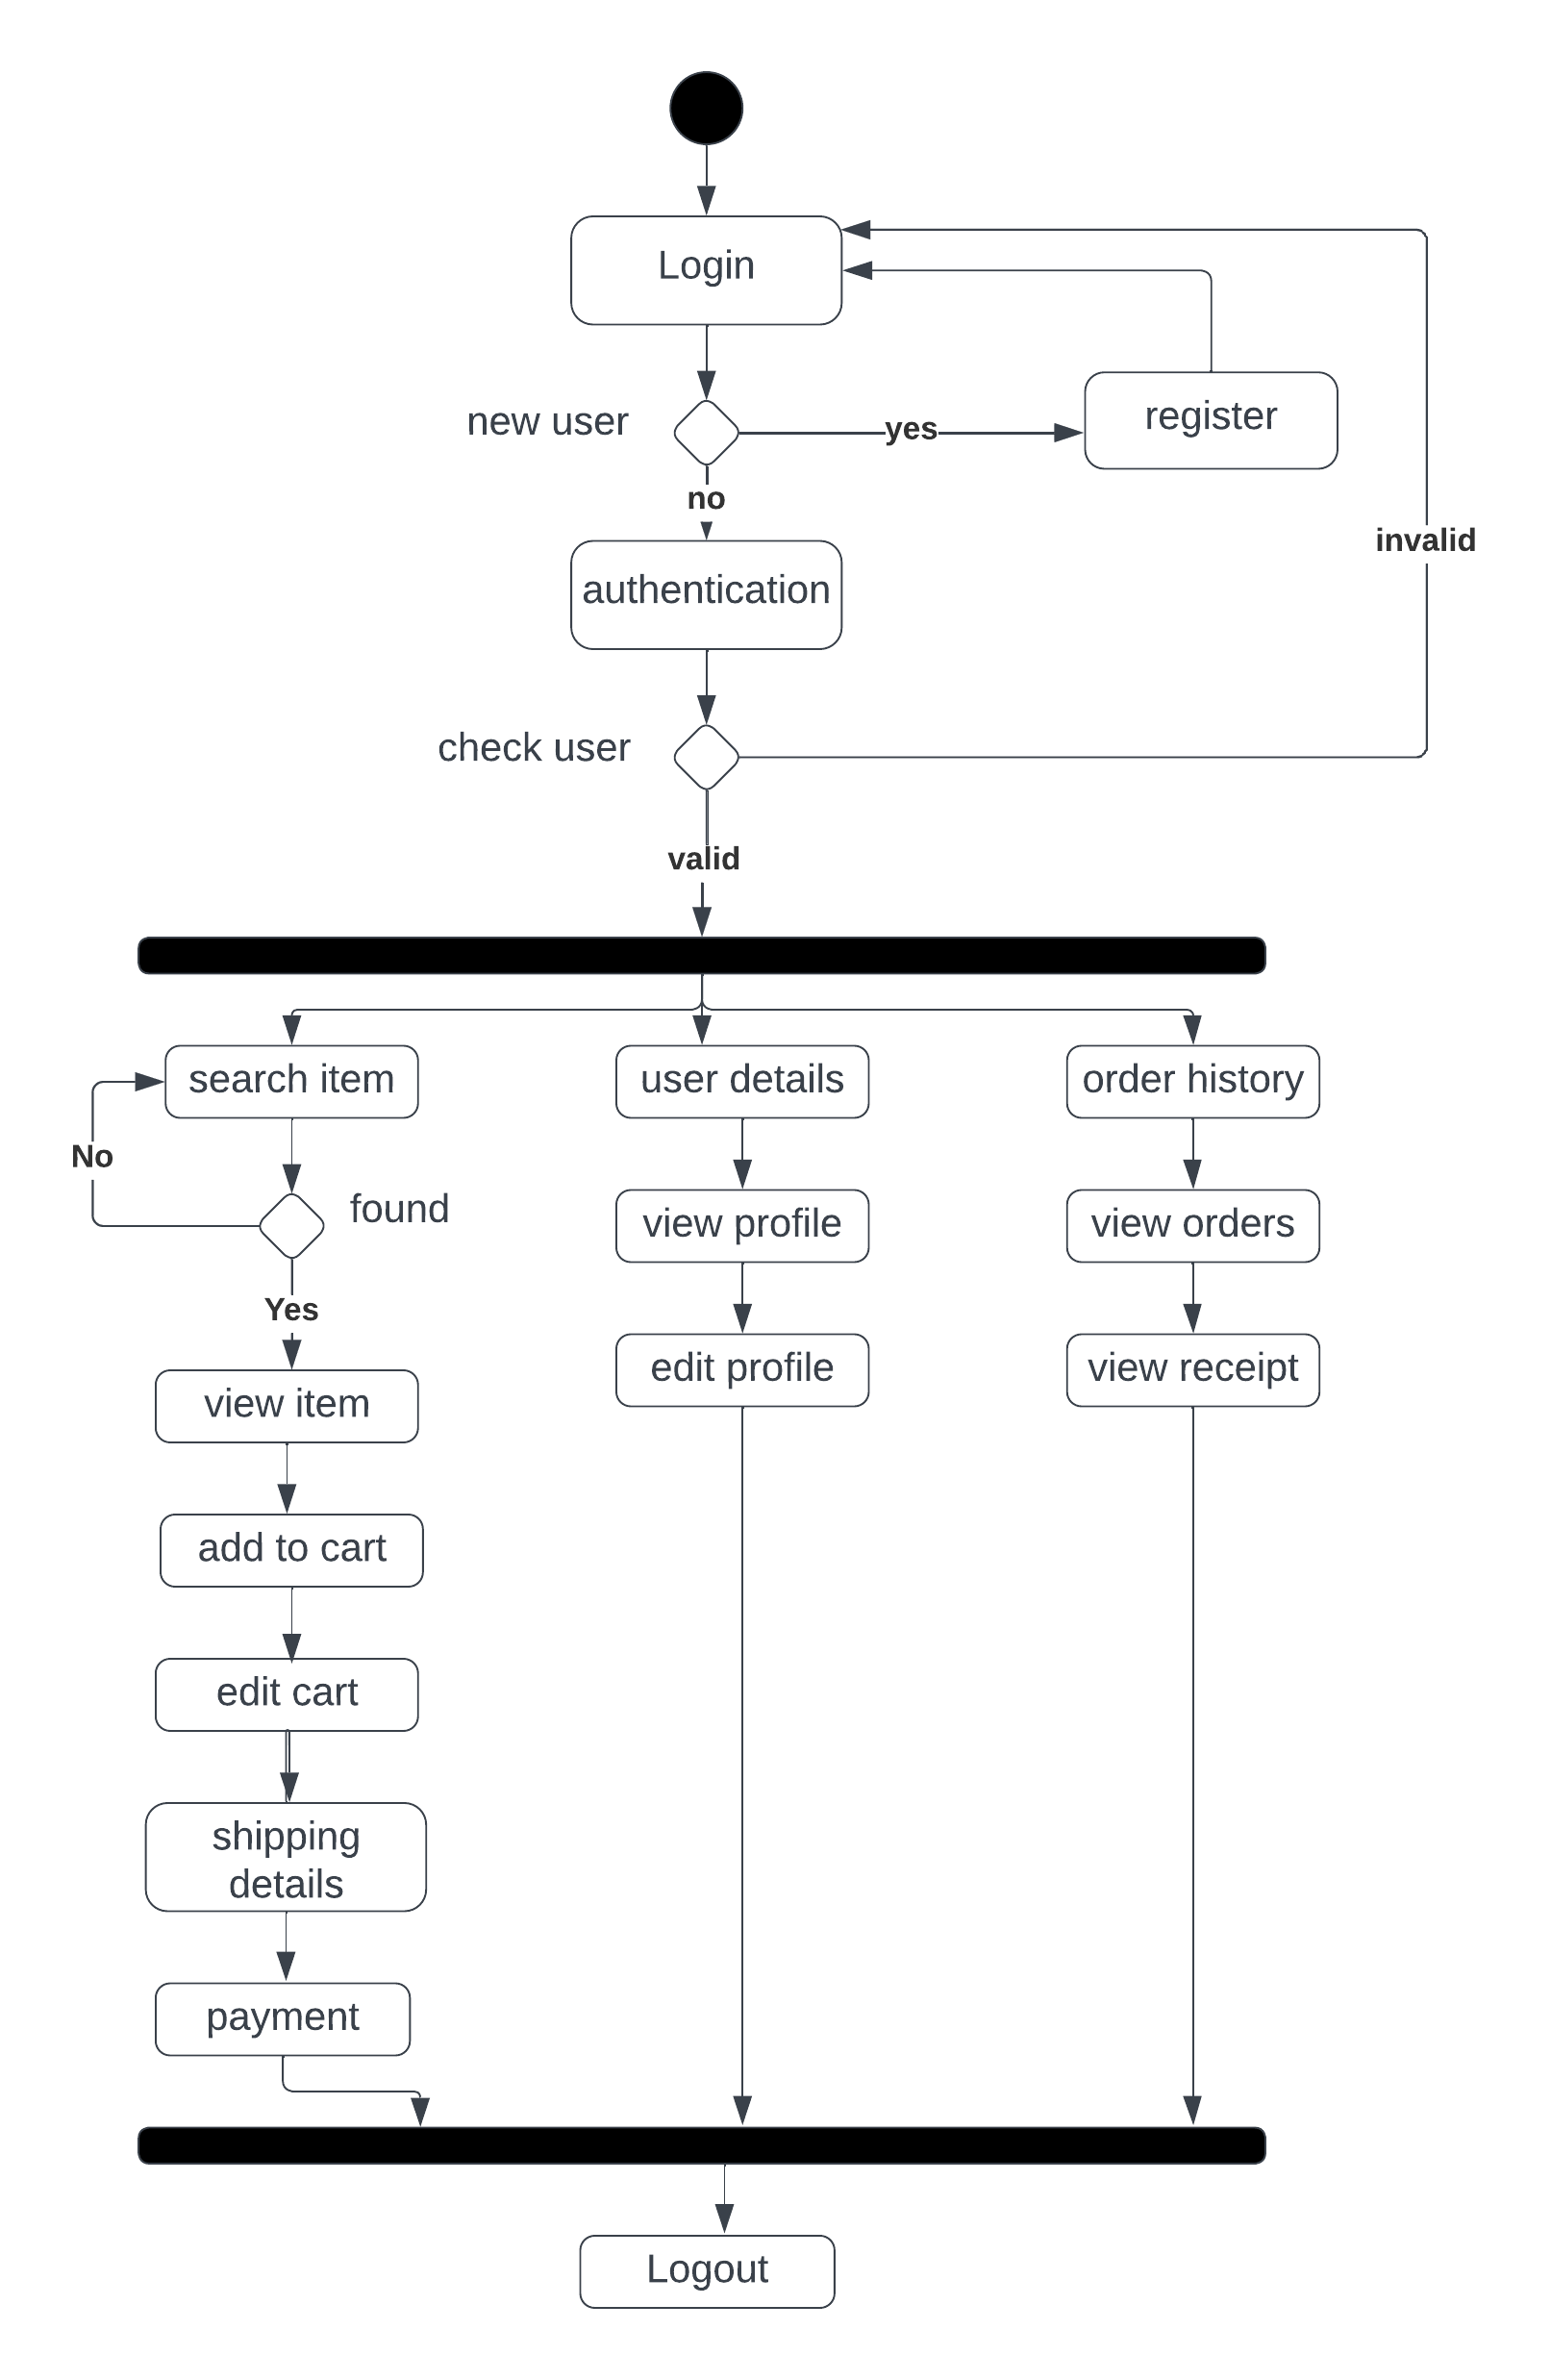 Login
new user
yes
register
no
invalid
authentication
check user
valid
search item
user details
order history
No
found
view profile
view orders
Yes
edit profile
view receipt
view item
add to cart
edit cart
shipping
details
payment
Logout